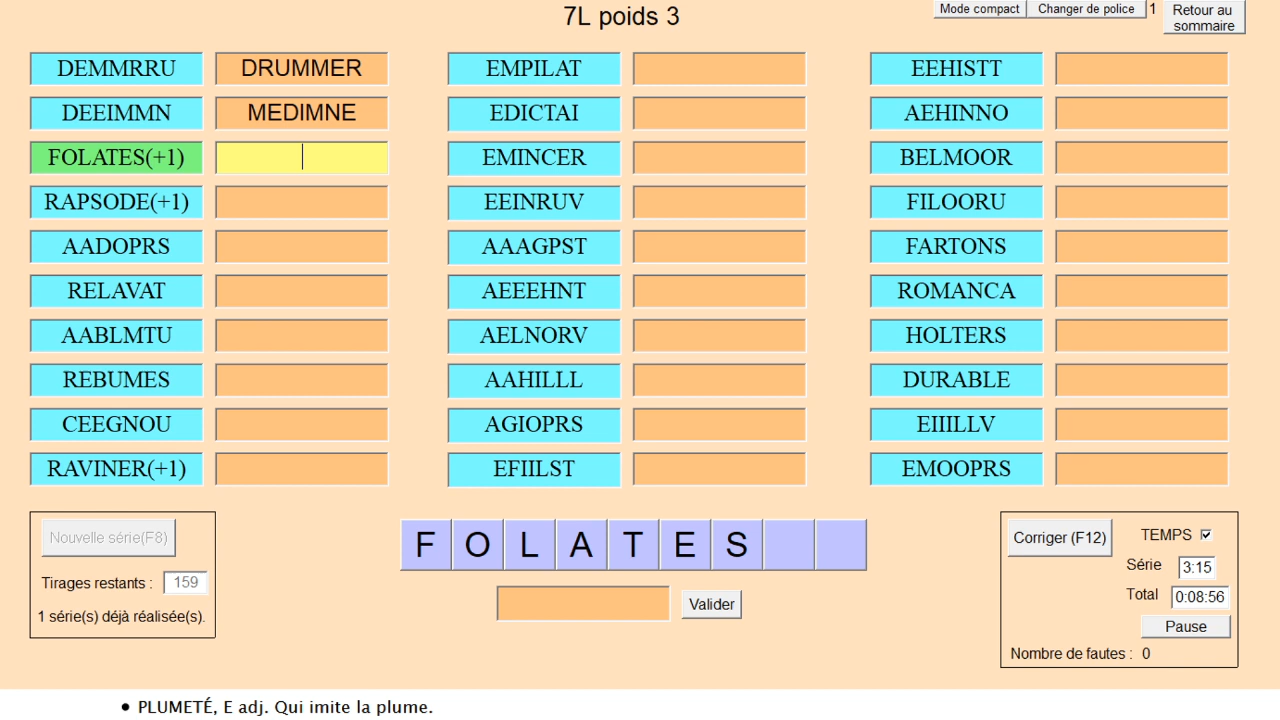 7L poids 3
Mode compact Changer de police 1 Retour au sommaire
DEMMRRU DRUMMER EMPILAT EEHISTT
DEEIMMN MEDIMNE EDICTAI AEHINNO
FOLATES(+1) EMINCER BELMOOR
RAPSODE(+1) EEINRUV FILOORU
AADOPRS AAAGPST FARTONS
RELAVAT AEEEHNT ROMANCA
AABLMTU AELNORV HOLTERS
REBUMES AAHILLL DURABLE
CEEGNOU AGIOPRS EIIILLV
RAVINER(+1) EFIILST EMOOPRS
Nouvelle série(F8)
Tirages restants : 159
1 série(s) déjà réalisée(s).
F O L A T E S
Valider
Corriger (F12) TEMPS
Série 3:15
Total 0:08:56
Pause
Nombre de fautes : 0
• PLUMETÉ, E adj. Qui imite la plume.